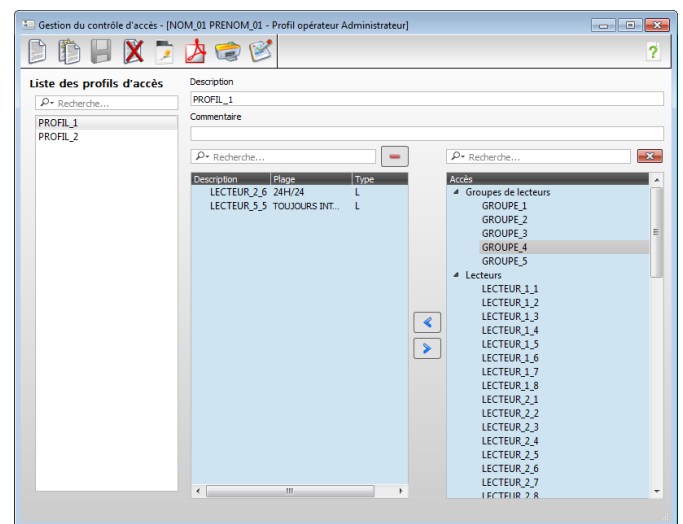 Gestion du contrôle d'accès - [NOM_01 PRENOM_01 - Profil opérateur Administrateur]
Liste des profils d'accès
Recherche...
PROFIL_1
PROFIL_2
Description
PROFIL_1
Commentaire
Recherche...
Description Plage Type
LECTEUR_2_6 24H/24 L
LECTEUR_5_5 TOUJOURS INT... L
Recherche...
Accès
Groupes de lecteurs
GROUPE_1
GROUPE_2
GROUPE_3
GROUPE_4
GROUPE_5
Lecteurs
LECTEUR_1_1
LECTEUR_1_2
LECTEUR_1_3
LECTEUR_1_4
LECTEUR_1_5
LECTEUR_1_6
LECTEUR_1_7
LECTEUR_1_8
LECTEUR_2_1
LECTEUR_2_2
LECTEUR_2_3
LECTEUR_2_4
LECTEUR_2_5
LECTEUR_2_6
LECTEUR_2_7
LECTEUR_2_8